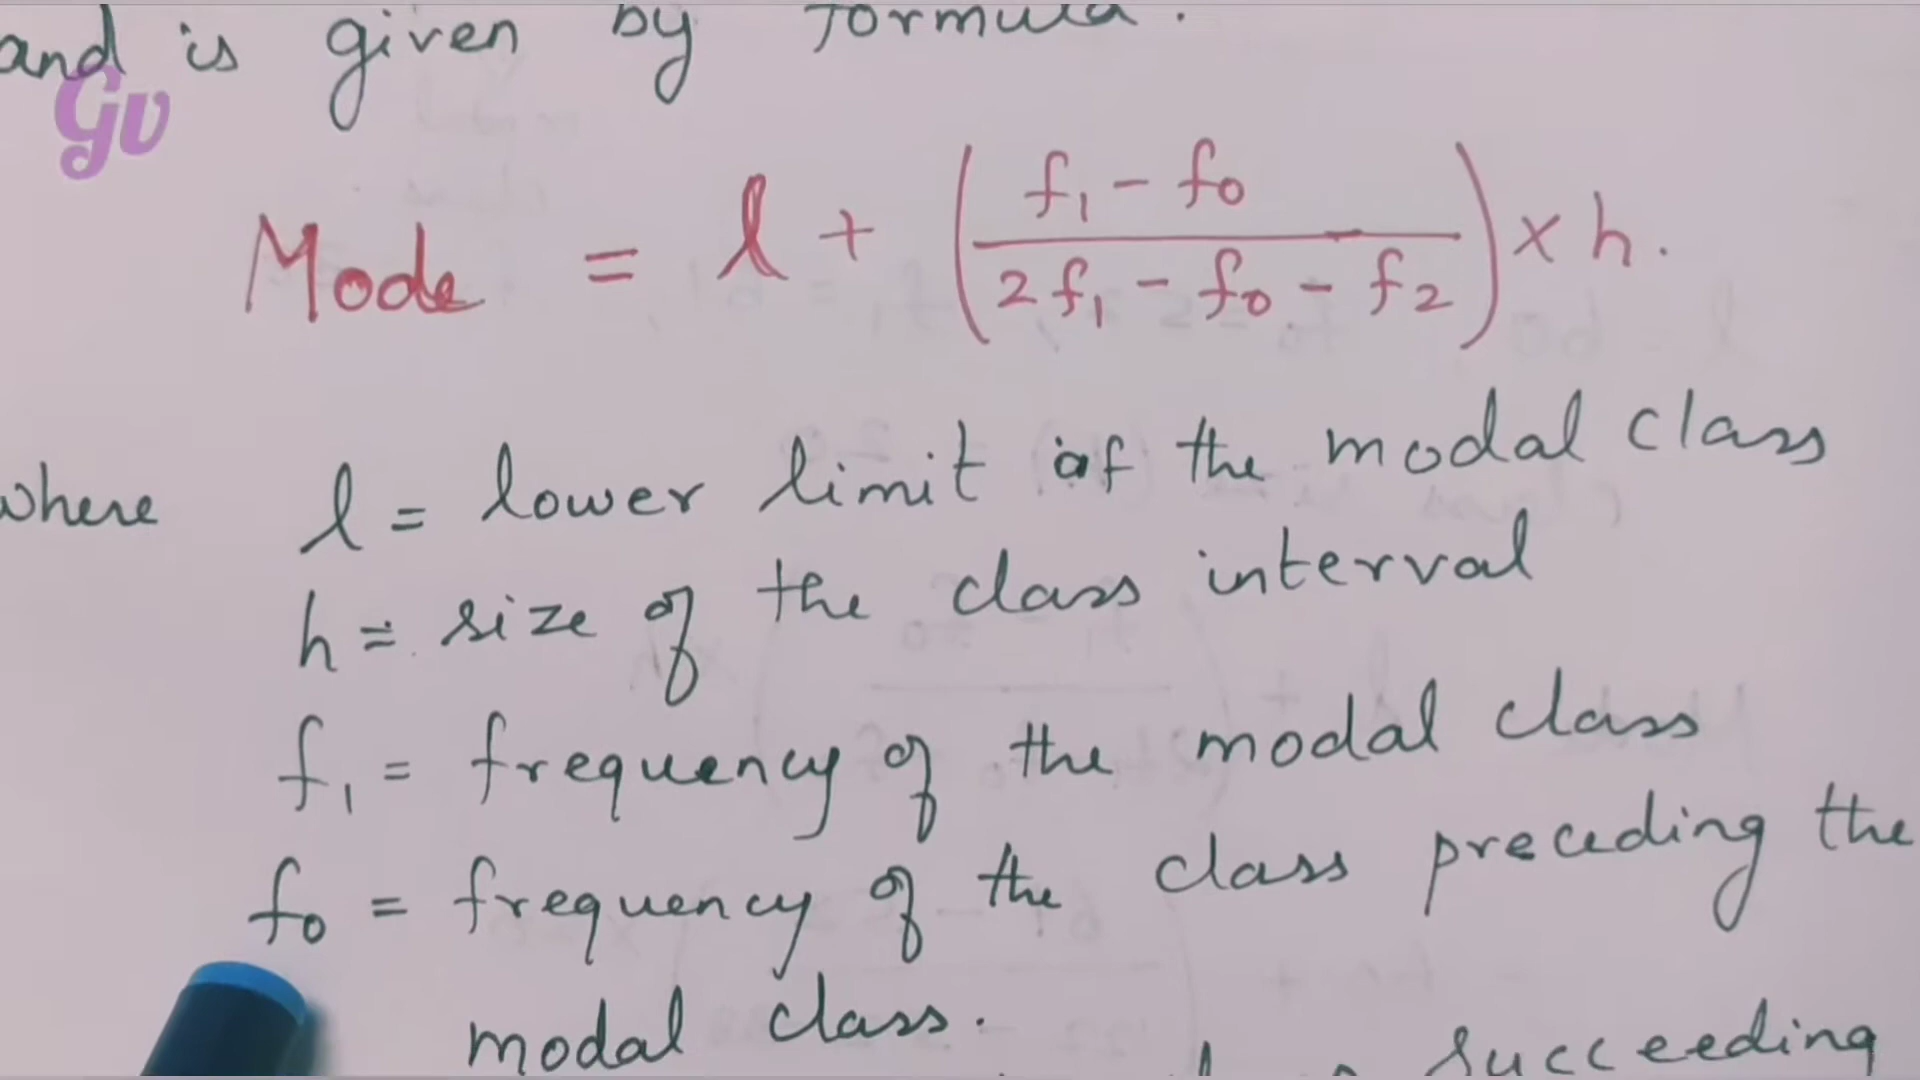 and is given by formula.
Gv
Mode = l + ( (f₁ - f₀) / (2f₁ - f₀ - f₂) ) × h.
where l = lower limit of the modal class
h = size of the class interval
f₁ = frequency of the modal class
f₀ = frequency of the class preceding the
modal class.
succeeding